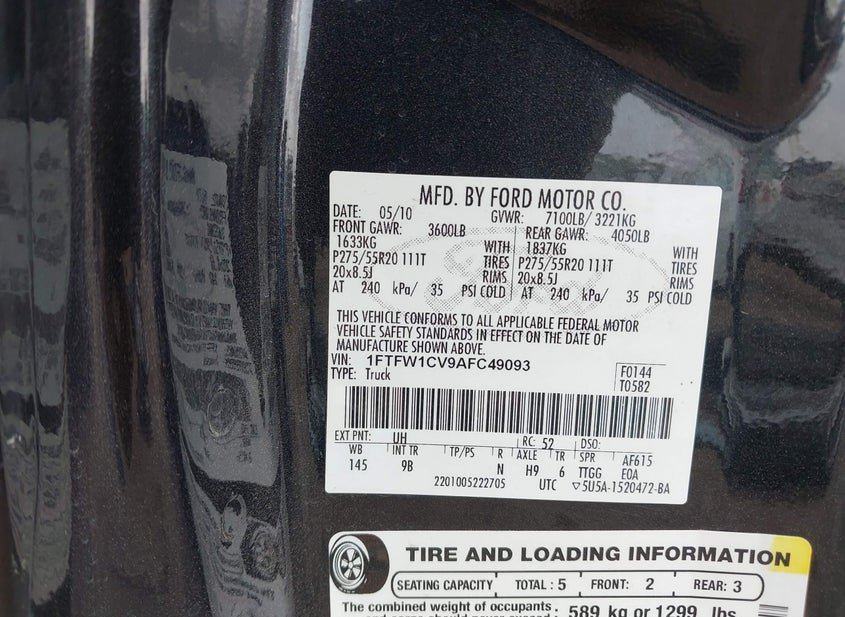 MFD. BY FORD MOTOR CO.
DATE: 05/10 GVWR: 7100LB/ 3221KG
FRONT GAWR: 3600LB REAR GAWR: 4050LB
1633KG WITH 1837KG WITH
P275/55R20 111T TIRES P275/55R20 111T TIRES
20x8.5J RIMS 20x8.5J RIMS
AT 240 kPa/ 35 PSI COLD AT 240 kPa/ 35 PSI COLD
THIS VEHICLE CONFORMS TO ALL APPLICABLE FEDERAL MOTOR
VEHICLE SAFETY STANDARDS IN EFFECT ON THE DATE OF
MANUFACTURE SHOWN ABOVE.
VIN: 1FTFW1CV9AFC49093 F0144
TYPE: Truck T0582
EXT PNT: UH RC: 52 DSO:
WB INT TR TP/PS R AXLE TR SPR AF615
145 9B N H9 6 TTGG EOA
2201005222705 UTC ▽5U5A-1520472-BA
TIRE AND LOADING INFORMATION
SEATING CAPACITY TOTAL: 5 FRONT: 2 REAR: 3
The combined weight of occupants 589 kg or 1299 lbs